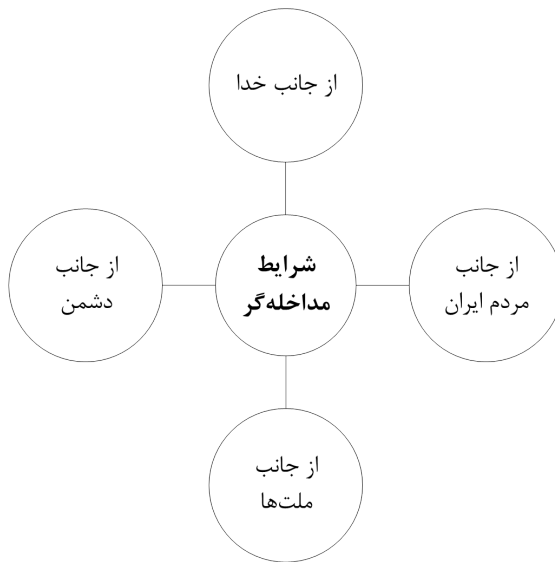 از جانب خدا
از جانب
مردم ایران
شرایط
مداخله‌گر
از جانب
دشمن
از جانب
ملت‌ها